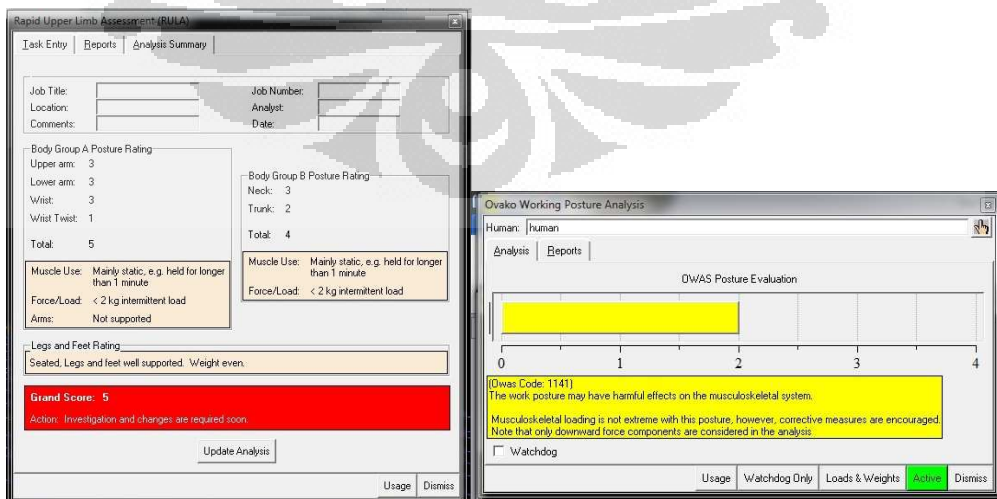 Rapid Upper Limb Assessment (RULA)
Task Entry Reports Analysis Summary
Job Title: Job Number:
Location: Analyst:
Comments: Date:
Body Group A Posture Rating
Upper arm: 3
Lower arm: 3
Wrist: 3
Wrist Twist: 1
Total: 5
Muscle Use: Mainly static, e.g. held for longer
than 1 minute
Force/Load: < 2 kg intermittent load
Arms: Not supported
Body Group B Posture Rating
Neck: 3
Trunk: 2
Total: 4
Muscle Use: Mainly static, e.g. held for longer
than 1 minute
Force/Load: < 2 kg intermittent load
Legs and Feet Rating
Seated, Legs and feet well supported. Weight even.
Grand Score: 5
Action: Investigation and changes are required soon.
Update Analysis
Usage Dismiss
Ovako Working Posture Analysis
Human: human
Analysis Reports
OWAS Posture Evaluation
0 1 2 3 4
(Owas Code: 1141)
The work posture may have harmful effects on the musculoskeletal system.
Musculoskeletal loading is not extreme with this posture, however, corrective measures are encouraged.
Note that only downward force components are considered in the analysis
Watchdog
Usage Watchdog Only Loads & Weights Active Dismiss